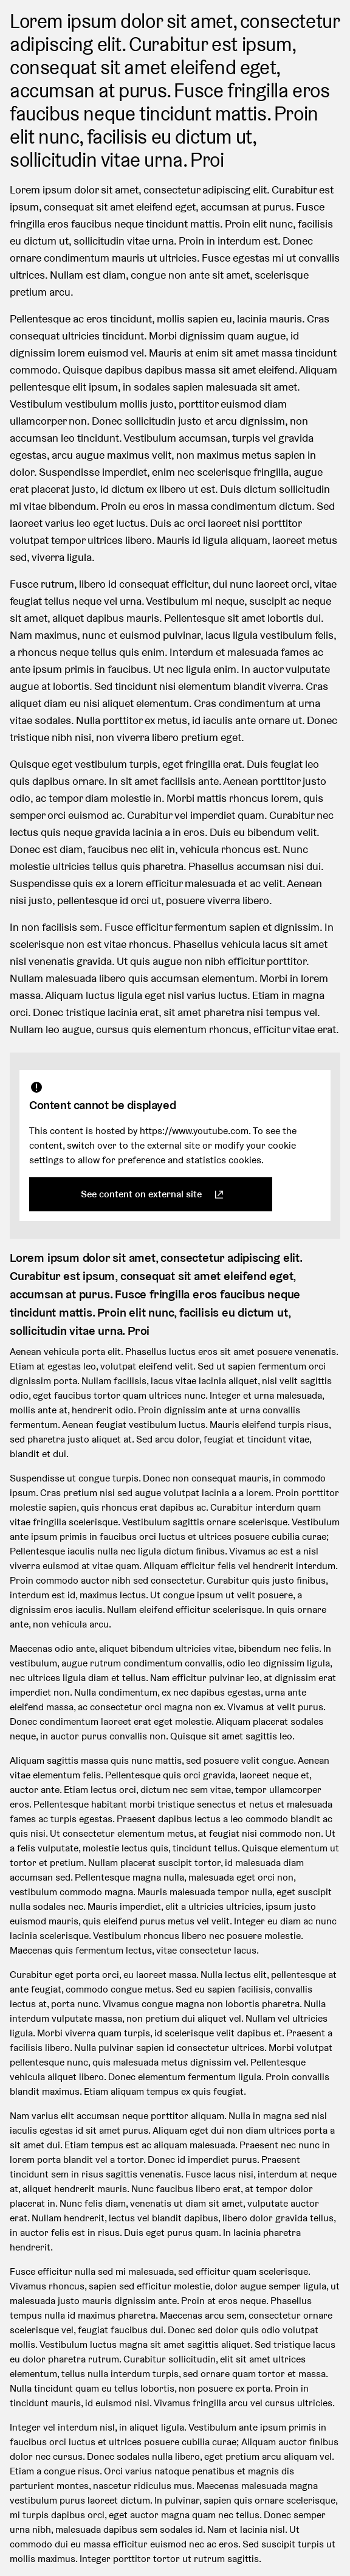 Lorem ipsum dolor sit amet, consectetur
adipiscing elit. Curabitur est ipsum,
consequat sit amet eleifend eget,
accumsan at purus. Fusce fringilla eros
faucibus neque tincidunt mattis. Proin
elit nunc, facilisis eu dictum ut,
sollicitudin vitae urna. Proi
Lorem ipsum dolor sit amet, consectetur adipiscing elit. Curabitur est
ipsum, consequat sit amet eleifend eget, accumsan at purus. Fusce
fringilla eros faucibus neque tincidunt mattis. Proin elit nunc, facilisis
eu dictum ut, sollicitudin vitae urna. Proin in interdum est. Donec
ornare condimentum mauris ut ultricies. Fusce egestas mi ut convallis
ultrices. Nullam est diam, congue non ante sit amet, scelerisque
pretium arcu.
Pellentesque ac eros tincidunt, mollis sapien eu, lacinia mauris. Cras
consequat ultricies tincidunt. Morbi dignissim quam augue, id
dignissim lorem euismod vel. Mauris at enim sit amet massa tincidunt
commodo. Quisque dapibus dapibus massa sit amet eleifend. Aliquam
pellentesque elit ipsum, in sodales sapien malesuada sit amet.
Vestibulum vestibulum mollis justo, porttitor euismod diam
ullamcorper non. Donec sollicitudin justo et arcu dignissim, non
accumsan leo tincidunt. Vestibulum accumsan, turpis vel gravida
egestas, arcu augue maximus velit, non maximus metus sapien in
dolor. Suspendisse imperdiet, enim nec scelerisque fringilla, augue
erat placerat justo, id dictum ex libero ut est. Duis dictum sollicitudin
mi vitae bibendum. Proin eu eros in massa condimentum dictum. Sed
laoreet varius leo eget luctus. Duis ac orci laoreet nisi porttitor
volutpat tempor ultrices libero. Mauris id ligula aliquam, laoreet metus
sed, viverra ligula.
Fusce rutrum, libero id consequat efficitur, dui nunc laoreet orci, vitae
feugiat tellus neque vel urna. Vestibulum mi neque, suscipit ac neque
sit amet, aliquet dapibus mauris. Pellentesque sit amet lobortis dui.
Nam maximus, nunc et euismod pulvinar, lacus ligula vestibulum felis,
a rhoncus neque tellus quis enim. Interdum et malesuada fames ac
ante ipsum primis in faucibus. Ut nec ligula enim. In auctor vulputate
augue at lobortis. Sed tincidunt nisi elementum blandit viverra. Cras
aliquet diam eu nisi aliquet elementum. Cras condimentum at urna
vitae sodales. Nulla porttitor ex metus, id iaculis ante ornare ut. Donec
tristique nibh nisi, non viverra libero pretium eget.
Quisque eget vestibulum turpis, eget fringilla erat. Duis feugiat leo
quis dapibus ornare. In sit amet facilisis ante. Aenean porttitor justo
odio, ac tempor diam molestie in. Morbi mattis rhoncus lorem, quis
semper orci euismod ac. Curabitur vel imperdiet quam. Curabitur nec
lectus quis neque gravida lacinia a in eros. Duis eu bibendum velit.
Donec est diam, faucibus nec elit in, vehicula rhoncus est. Nunc
molestie ultricies tellus quis pharetra. Phasellus accumsan nisi dui.
Suspendisse quis ex a lorem efficitur malesuada et ac velit. Aenean
nisi justo, pellentesque id orci ut, posuere viverra libero.
In non facilisis sem. Fusce efficitur fermentum sapien et dignissim. In
scelerisque non est vitae rhoncus. Phasellus vehicula lacus sit amet
nisl venenatis gravida. Ut quis augue non nibh efficitur porttitor.
Nullam malesuada libero quis accumsan elementum. Morbi in lorem
massa. Aliquam luctus ligula eget nisl varius luctus. Etiam in magna
orci. Donec tristique lacinia erat, sit amet pharetra nisi tempus vel.
Nullam leo augue, cursus quis elementum rhoncus, efficitur vitae erat.
Content cannot be displayed
This content is hosted by https://www.youtube.com. To see the
content, switch over to the external site or modify your cookie
settings to allow for preference and statistics cookies.
See content on external site
Lorem ipsum dolor sit amet, consectetur adipiscing elit.
Curabitur est ipsum, consequat sit amet eleifend eget,
accumsan at purus. Fusce fringilla eros faucibus neque
tincidunt mattis. Proin elit nunc, facilisis eu dictum ut,
sollicitudin vitae urna. Proi
Aenean vehicula porta elit. Phasellus luctus eros sit amet posuere venenatis.
Etiam at egestas leo, volutpat eleifend velit. Sed ut sapien fermentum orci
dignissim porta. Nullam facilisis, lacus vitae lacinia aliquet, nisl velit sagittis
odio, eget faucibus tortor quam ultrices nunc. Integer et urna malesuada,
mollis ante at, hendrerit odio. Proin dignissim ante at urna convallis
fermentum. Aenean feugiat vestibulum luctus. Mauris eleifend turpis risus,
sed pharetra justo aliquet at. Sed arcu dolor, feugiat et tincidunt vitae,
blandit et dui.
Suspendisse ut congue turpis. Donec non consequat mauris, in commodo
ipsum. Cras pretium nisi sed augue volutpat lacinia a a lorem. Proin porttitor
molestie sapien, quis rhoncus erat dapibus ac. Curabitur interdum quam
vitae fringilla scelerisque. Vestibulum sagittis ornare scelerisque. Vestibulum
ante ipsum primis in faucibus orci luctus et ultrices posuere cubilia curae;
Pellentesque iaculis nulla nec ligula dictum finibus. Vivamus ac est a nisl
viverra euismod at vitae quam. Aliquam efficitur felis vel hendrerit interdum.
Proin commodo auctor nibh sed consectetur. Curabitur quis justo finibus,
interdum est id, maximus lectus. Ut congue ipsum ut velit posuere, a
dignissim eros iaculis. Nullam eleifend efficitur scelerisque. In quis ornare
ante, non vehicula arcu.
Maecenas odio ante, aliquet bibendum ultricies vitae, bibendum nec felis. In
vestibulum, augue rutrum condimentum convallis, odio leo dignissim ligula,
nec ultrices ligula diam et tellus. Nam efficitur pulvinar leo, at dignissim erat
imperdiet non. Nulla condimentum, ex nec dapibus egestas, urna ante
eleifend massa, ac consectetur orci magna non ex. Vivamus at velit purus.
Donec condimentum laoreet erat eget molestie. Aliquam placerat sodales
neque, in auctor purus convallis non. Quisque sit amet sagittis leo.
Aliquam sagittis massa quis nunc mattis, sed posuere velit congue. Aenean
vitae elementum felis. Pellentesque quis orci gravida, laoreet neque et,
auctor ante. Etiam lectus orci, dictum nec sem vitae, tempor ullamcorper
eros. Pellentesque habitant morbi tristique senectus et netus et malesuada
fames ac turpis egestas. Praesent dapibus lectus a leo commodo blandit ac
quis nisi. Ut consectetur elementum metus, at feugiat nisi commodo non. Ut
a felis vulputate, molestie lectus quis, tincidunt tellus. Quisque elementum ut
tortor et pretium. Nullam placerat suscipit tortor, id malesuada diam
accumsan sed. Pellentesque magna nulla, malesuada eget orci non,
vestibulum commodo magna. Mauris malesuada tempor nulla, eget suscipit
nulla sodales nec. Mauris imperdiet, elit a ultricies ultricies, ipsum justo
euismod mauris, quis eleifend purus metus vel velit. Integer eu diam ac nunc
lacinia scelerisque. Vestibulum rhoncus libero nec posuere molestie.
Maecenas quis fermentum lectus, vitae consectetur lacus.
Curabitur eget porta orci, eu laoreet massa. Nulla lectus elit, pellentesque at
ante feugiat, commodo congue metus. Sed eu sapien facilisis, convallis
lectus at, porta nunc. Vivamus congue magna non lobortis pharetra. Nulla
interdum vulputate massa, non pretium dui aliquet vel. Nullam vel ultricies
ligula. Morbi viverra quam turpis, id scelerisque velit dapibus et. Praesent a
facilisis libero. Nulla pulvinar sapien id consectetur ultrices. Morbi volutpat
pellentesque nunc, quis malesuada metus dignissim vel. Pellentesque
vehicula aliquet libero. Donec elementum fermentum ligula. Proin convallis
blandit maximus. Etiam aliquam tempus ex quis feugiat.
Nam varius elit accumsan neque porttitor aliquam. Nulla in magna sed nisl
iaculis egestas id sit amet purus. Aliquam eget dui non diam ultrices porta a
sit amet dui. Etiam tempus est ac aliquam malesuada. Praesent nec nunc in
lorem porta blandit vel a tortor. Donec id imperdiet purus. Praesent
tincidunt sem in risus sagittis venenatis. Fusce lacus nisi, interdum at neque
at, aliquet hendrerit mauris. Nunc faucibus libero erat, at tempor dolor
placerat in. Nunc felis diam, venenatis ut diam sit amet, vulputate auctor
erat. Nullam hendrerit, lectus vel blandit dapibus, libero dolor gravida tellus,
in auctor felis est in risus. Duis eget purus quam. In lacinia pharetra
hendrerit.
Fusce efficitur nulla sed mi malesuada, sed efficitur quam scelerisque.
Vivamus rhoncus, sapien sed efficitur molestie, dolor augue semper ligula, ut
malesuada justo mauris dignissim ante. Proin at eros neque. Phasellus
tempus nulla id maximus pharetra. Maecenas arcu sem, consectetur ornare
scelerisque vel, feugiat faucibus dui. Donec sed dolor quis odio volutpat
mollis. Vestibulum luctus magna sit amet sagittis aliquet. Sed tristique lacus
eu dolor pharetra rutrum. Curabitur sollicitudin, elit sit amet ultrices
elementum, tellus nulla interdum turpis, sed ornare quam tortor et massa.
Nulla tincidunt quam eu tellus lobortis, non posuere ex porta. Proin in
tincidunt mauris, id euismod nisi. Vivamus fringilla arcu vel cursus ultricies.
Integer vel interdum nisl, in aliquet ligula. Vestibulum ante ipsum primis in
faucibus orci luctus et ultrices posuere cubilia curae; Aliquam auctor finibus
dolor nec cursus. Donec sodales nulla libero, eget pretium arcu aliquam vel.
Etiam a congue risus. Orci varius natoque penatibus et magnis dis
parturient montes, nascetur ridiculus mus. Maecenas malesuada magna
vestibulum purus laoreet dictum. In pulvinar, sapien quis ornare scelerisque,
mi turpis dapibus orci, eget auctor magna quam nec tellus. Donec semper
urna nibh, malesuada dapibus sem sodales id. Nam et lacinia nisl. Ut
commodo dui eu massa efficitur euismod nec ac eros. Sed suscipit turpis ut
mollis maximus. Integer porttitor tortor ut rutrum sagittis.